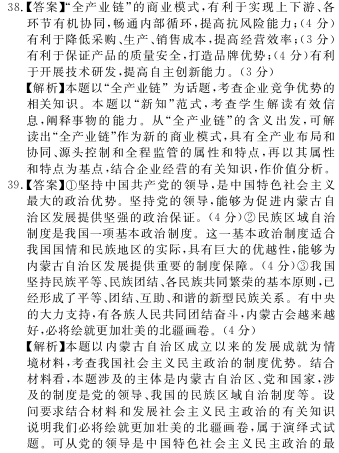 38.【答案】“全产业链”的商业模式,有利于实现上下游、各
环节有机协同,畅通内部循环,提高抗风险能力;(4 分)
有利于降低采购、生产、销售成本,提高经营效率;(3 分)
有利于保证产品的质量安全,打造品牌优势;(4 分)有利
于开展技术研发,提高自主创新能力。(3 分)
【解析】本题以“全产业链” 为话题,考查企业竞争优势的
相关知识。本题以“新知”范式,考查学生解读有效信
息,阐释事物的能力。从“全产业链”的含义出发,可解
读出“全产业链”作为新的商业模式,具有全产业布局和
协同、源头控制和全程监管的属性和特点,再以其属性
和特点为基点,结合企业经营的有关知识,作价值分析。
39.【答案】①坚持中国共产党的领导,是中国特色社会主义
最大的政治优势。坚持党的领导,能够为促进内蒙古自
治区发展提供坚强的政治保证。(4 分)②民族区域自治
制度是我国一项基本政治制度。这一基本政治制度适合
我国国情和民族地区的实际,具有巨大的优越性,能够为
内蒙古自治区发展提供重要的制度保障。(4 分)③我国
坚持民族平等、民族团结、各民族共同繁荣的基本原则,已
经形成了平等、团结、互助、和谐的新型民族关系。有中央
的大力支持,有各族人民共同团结奋斗,内蒙古会越来越
好,必将绘就更加壮美的北疆画卷。(4 分)
【解析】本题以内蒙古自治区成立以来的发展成就为情
境材料,考查我国社会主义民主政治的制度优势。结合
材料看,本题涉及的主体是内蒙古自治区、党和国家,涉
及的制度是党的领导、我国的民族区域自治制度等。设
问要求结合材料和发展社会主义民主政治的有关知识
说明我们必将绘就更加壮美的北疆画卷,属于演绎式试
题。可从党的领导是中国特色社会主义民主政治的最